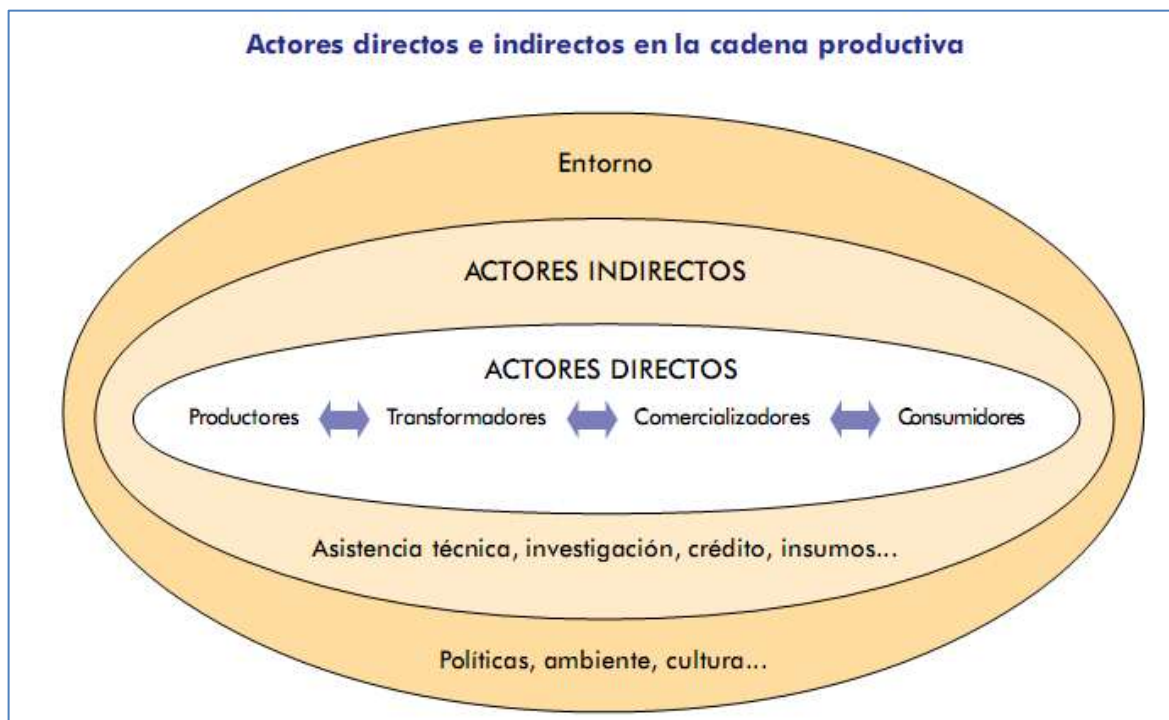 Actores directos e indirectos en la cadena productiva
Entorno
ACTORES INDIRECTOS
ACTORES DIRECTOS
Productores Transformadores Comercializadores Consumidores
Asistencia técnica, investigación, crédito, insumos...
Políticas, ambiente, cultura...